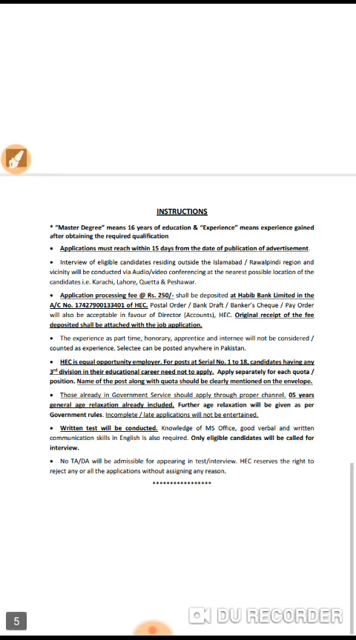 INSTRUCTIONS
* "Master Degree" means 16 years of education & "Experience" means experience gained
after obtaining the required qualification
• Applications must reach within 15 days from the date of publication of advertisement.
• Interview of eligible candidates residing outside the Islamabad / Rawalpindi region and
vicinity will be conducted via Audio/video conferencing at the nearest possible location of the
candidates i.e. Karachi, Lahore, Quetta & Peshawar.
• Application processing fee @ Rs. 250/- shall be deposited at Habib Bank Limited in the
A/C No. 17427900133401 of HEC. Postal Order / Bank Draft / Banker's Cheque / Pay Order
will also be acceptable in favour of Director (Accounts), HEC. Original receipt of the fee
deposited shall be attached with the job application.
• The experience as part time, honorary, apprentice and internee will not be considered /
counted as experience. Selectee can be posted anywhere in Pakistan.
• HEC is equal opportunity employer. For posts at Serial No. 1 to 18, candidates having any
3rd division in their educational career need not to apply. Apply separately for each quota /
position. Name of the post along with quota should be clearly mentioned on the envelope.
• Those already in Government Service should apply through proper channel. 05 years
general age relaxation already included. Further age relaxation will be given as per
Government rules. Incomplete / late applications will not be entertained.
• Written test will be conducted. Knowledge of MS Office, good verbal and written
communication skills in English is also required. Only eligible candidates will be called for
interview.
• No TA/DA will be admissible for appearing in test/interview. HEC reserves the right to
reject any or all the applications without assigning any reason.
*****************
5
DU RECORDER